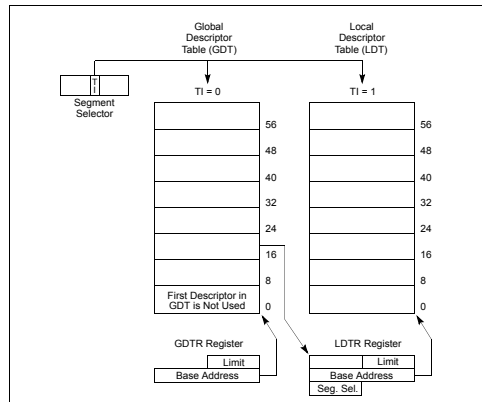 Global
Descriptor
Table (GDT)
Local
Descriptor
Table (LDT)
T
I
Segment
Selector
TI = 0
TI = 1
56
48
40
32
24
16
8
First Descriptor in
GDT is Not Used
0
56
48
40
32
24
16
8
0
GDTR Register
Limit
Base Address
LDTR Register
Limit
Base Address
Seg. Sel.